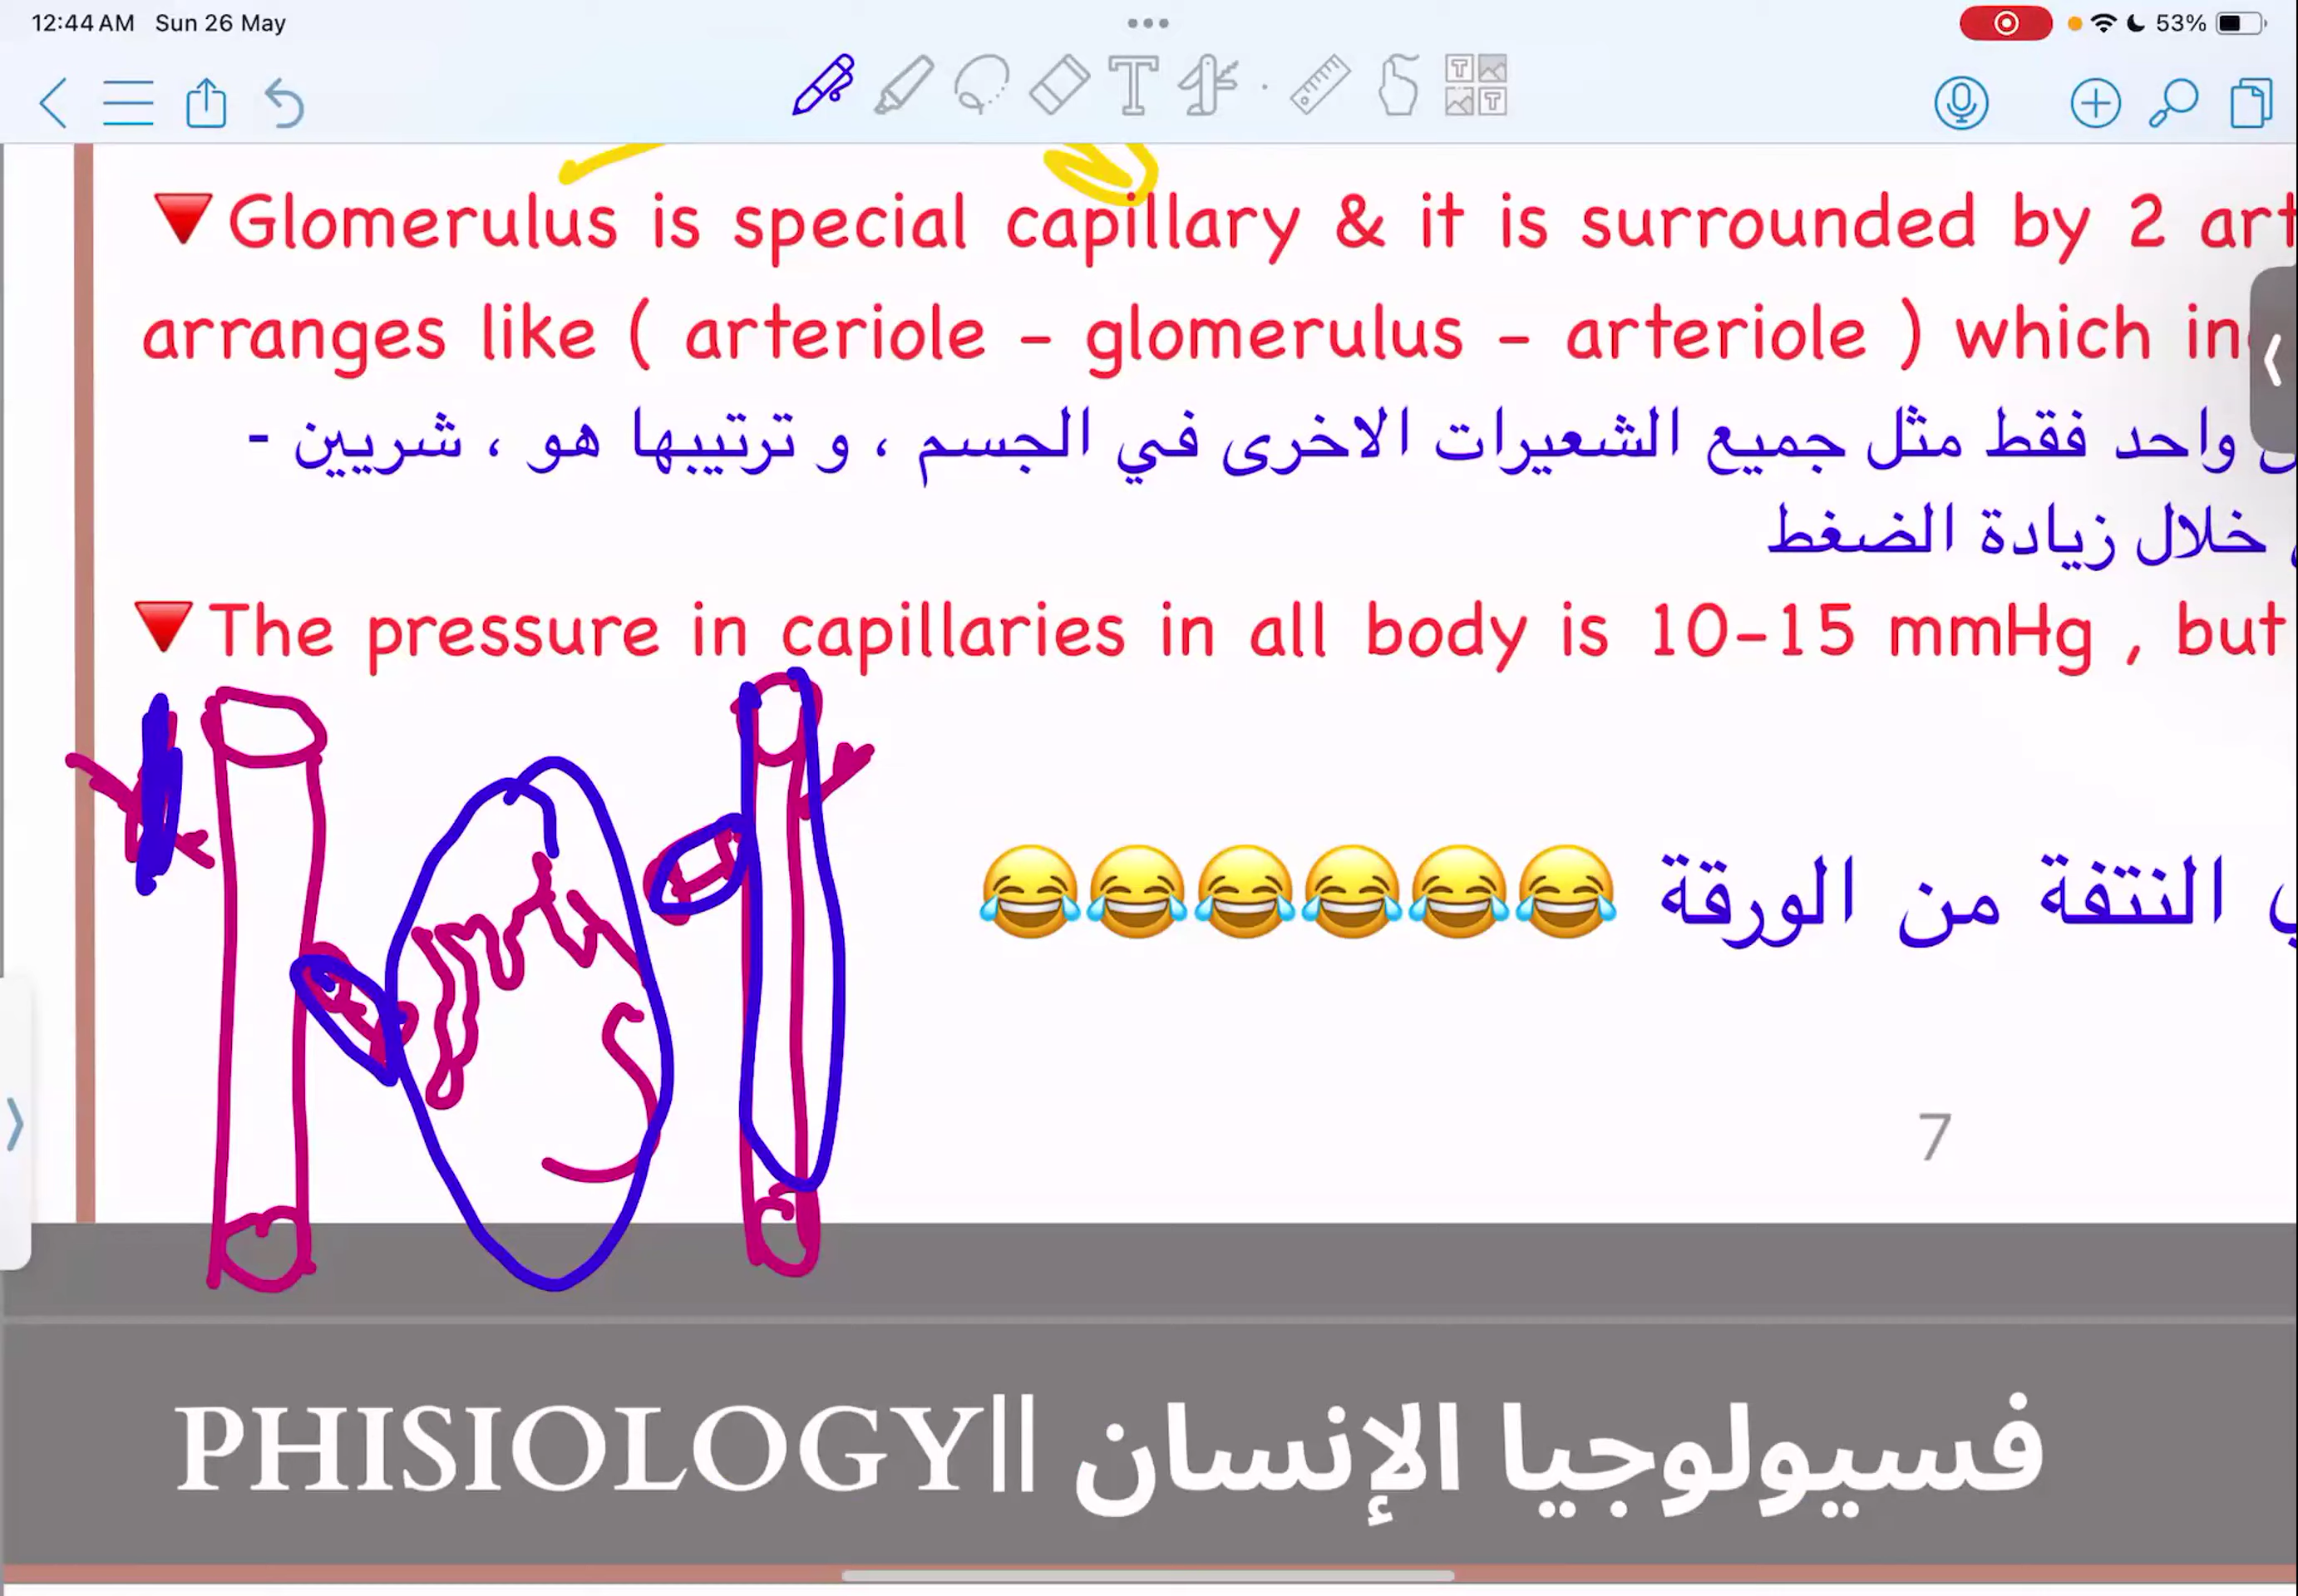 12:44 AM Sun 26 May 53%
Glomerulus is special capillary & it is surrounded by 2
arranges like ( arteriole - glomerulus - arteriole ) which
واحد فقط مثل جميع الشعيرات الاخرى في الجسم ، و ترتيبها هو ، شريين -
خلال زيادة الضغط
The pressure in capillaries in all body is 10-15 mmHg , but
النتفة من الورقة 😂😂😂😂😂😂
7
PHISIOLOGY|| فسيولوجيا الإنسان